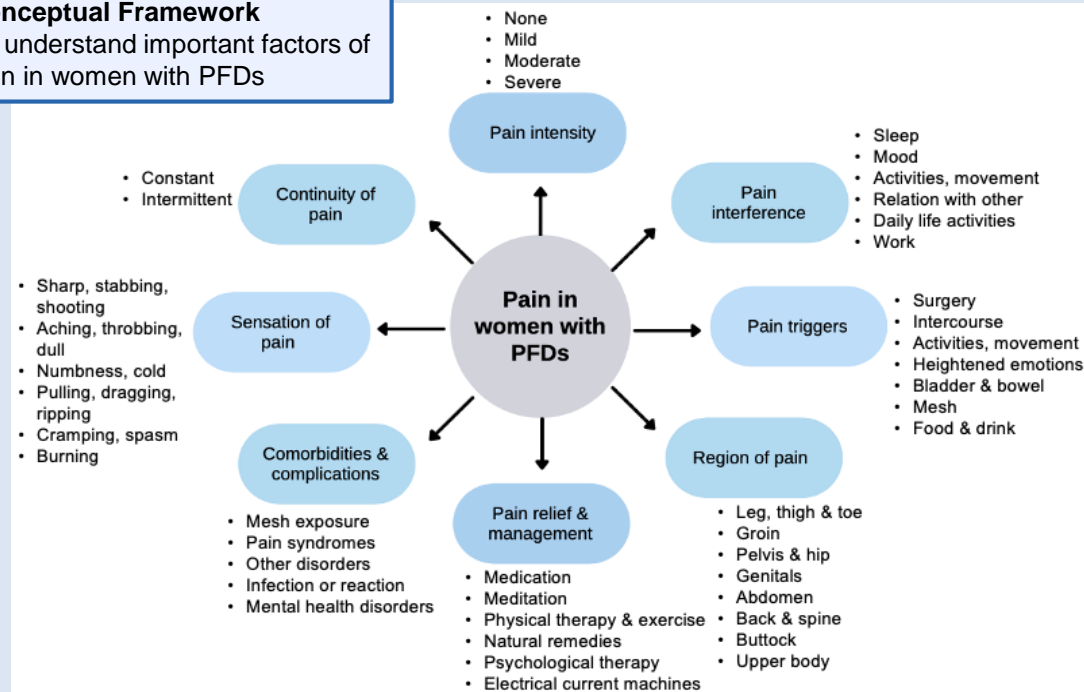 nceptual Framework
understand important factors of
n in women with PFDs
• None
• Mild
• Moderate
• Severe
Pain intensity
• Sleep
• Mood
• Activities, movement
• Relation with other
• Daily life activities
• Work
Pain
interference
• Constant
• Intermittent
Continuity of
pain
Pain in
women with
PFDs
• Sharp, stabbing,
shooting
• Aching, throbbing,
dull
• Numbness, cold
• Pulling, dragging,
ripping
• Cramping, spasm
• Burning
Sensation of
pain
Pain triggers
• Surgery
• Intercourse
• Activities, movement
• Heightened emotions
• Bladder & bowel
• Mesh
• Food & drink
Comorbidities &
complications
• Mesh exposure
• Pain syndromes
• Other disorders
• Infection or reaction
• Mental health disorders
Pain relief &
management
• Medication
• Meditation
• Physical therapy & exercise
• Natural remedies
• Psychological therapy
• Electrical current machines
Region of pain
• Leg, thigh & toe
• Groin
• Pelvis & hip
• Genitals
• Abdomen
• Back & spine
• Buttock
• Upper body